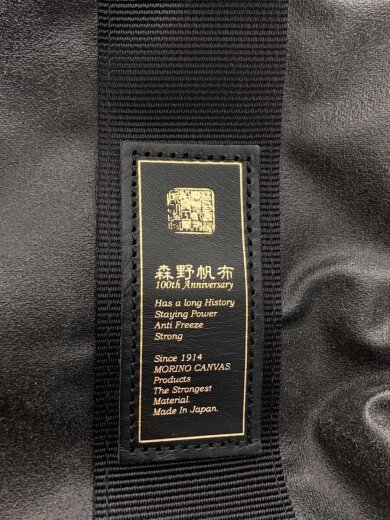 森野帆布
100th Anniversary
Has a long History
Staying Power
Anti Freeze
Strong
Since 1914
MORINO CANVAS
Products
The Strongest
Material.
Made In Japan.